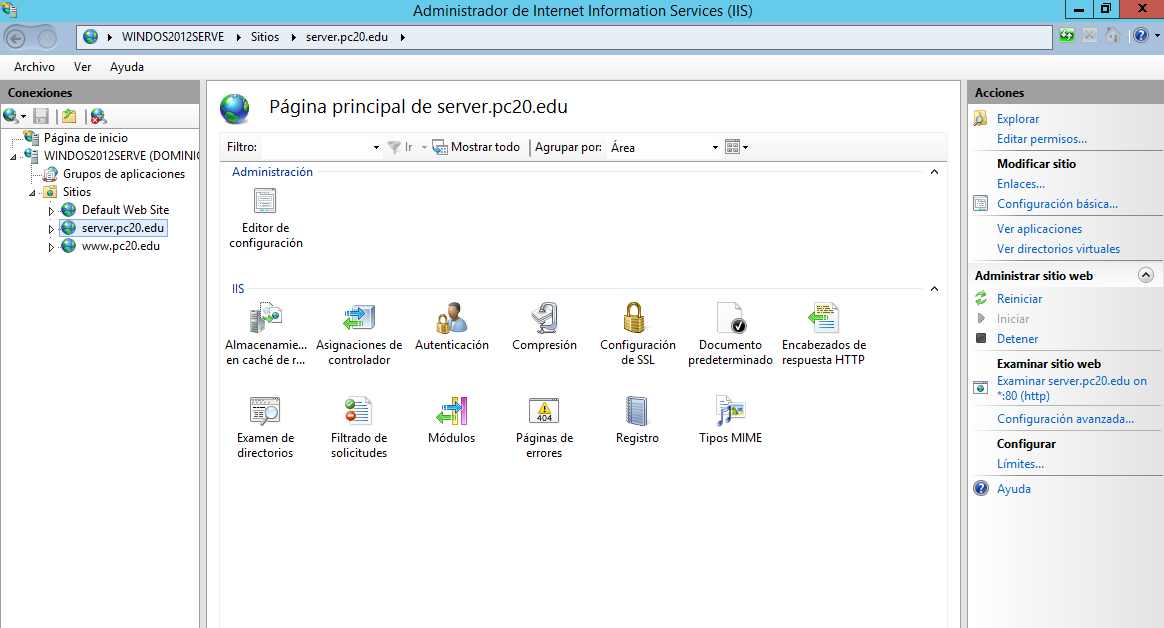 Administrador de Internet Information Services (IIS)
WINDOS2012SERVE
Sitios
server.pc20.edu
Archivo
Ver
Ayuda
Conexiones
Página de inicio
WINDOS2012SERVE (DOMINIC
Grupos de aplicaciones
Sitios
Default Web Site
server.pc20.edu
www.pc20.edu
Página principal de server.pc20.edu
Filtro:
Ir
Mostrar todo
Agrupar por:
Área
Administración
Editor de
configuración
IIS
Almacenamie...
en caché de r...
Asignaciones de
controlador
Autenticación
Compresión
Configuración
de SSL
Documento
predeterminado
Encabezados de
respuesta HTTP
Examen de
directorios
Filtrado de
solicitudes
Módulos
404
Páginas de
errores
Registro
Tipos MIME
Acciones
Explorar
Editar permisos...
Modificar sitio
Enlaces...
Configuración básica...
Ver aplicaciones
Ver directorios virtuales
Administrar sitio web
Reiniciar
Iniciar
Detener
Examinar sitio web
Examinar server.pc20.edu on
*:80 (http)
Configuración avanzada...
Configurar
Límites...
Ayuda